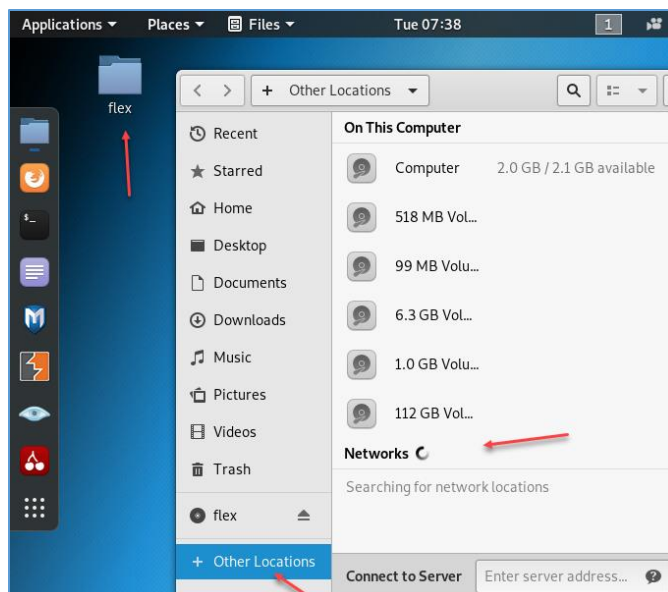 Applications Places Files Tue 07:38 1
flex
Other Locations
Recent
Starred
Home
Desktop
Documents
Downloads
Music
Pictures
Videos
Trash
flex
Other Locations
On This Computer
Computer 2.0 GB / 2.1 GB available
518 MB Vol...
99 MB Volu...
6.3 GB Vol...
1.0 GB Volu...
112 GB Vol...
Networks
Searching for network locations
Connect to Server Enter server address...